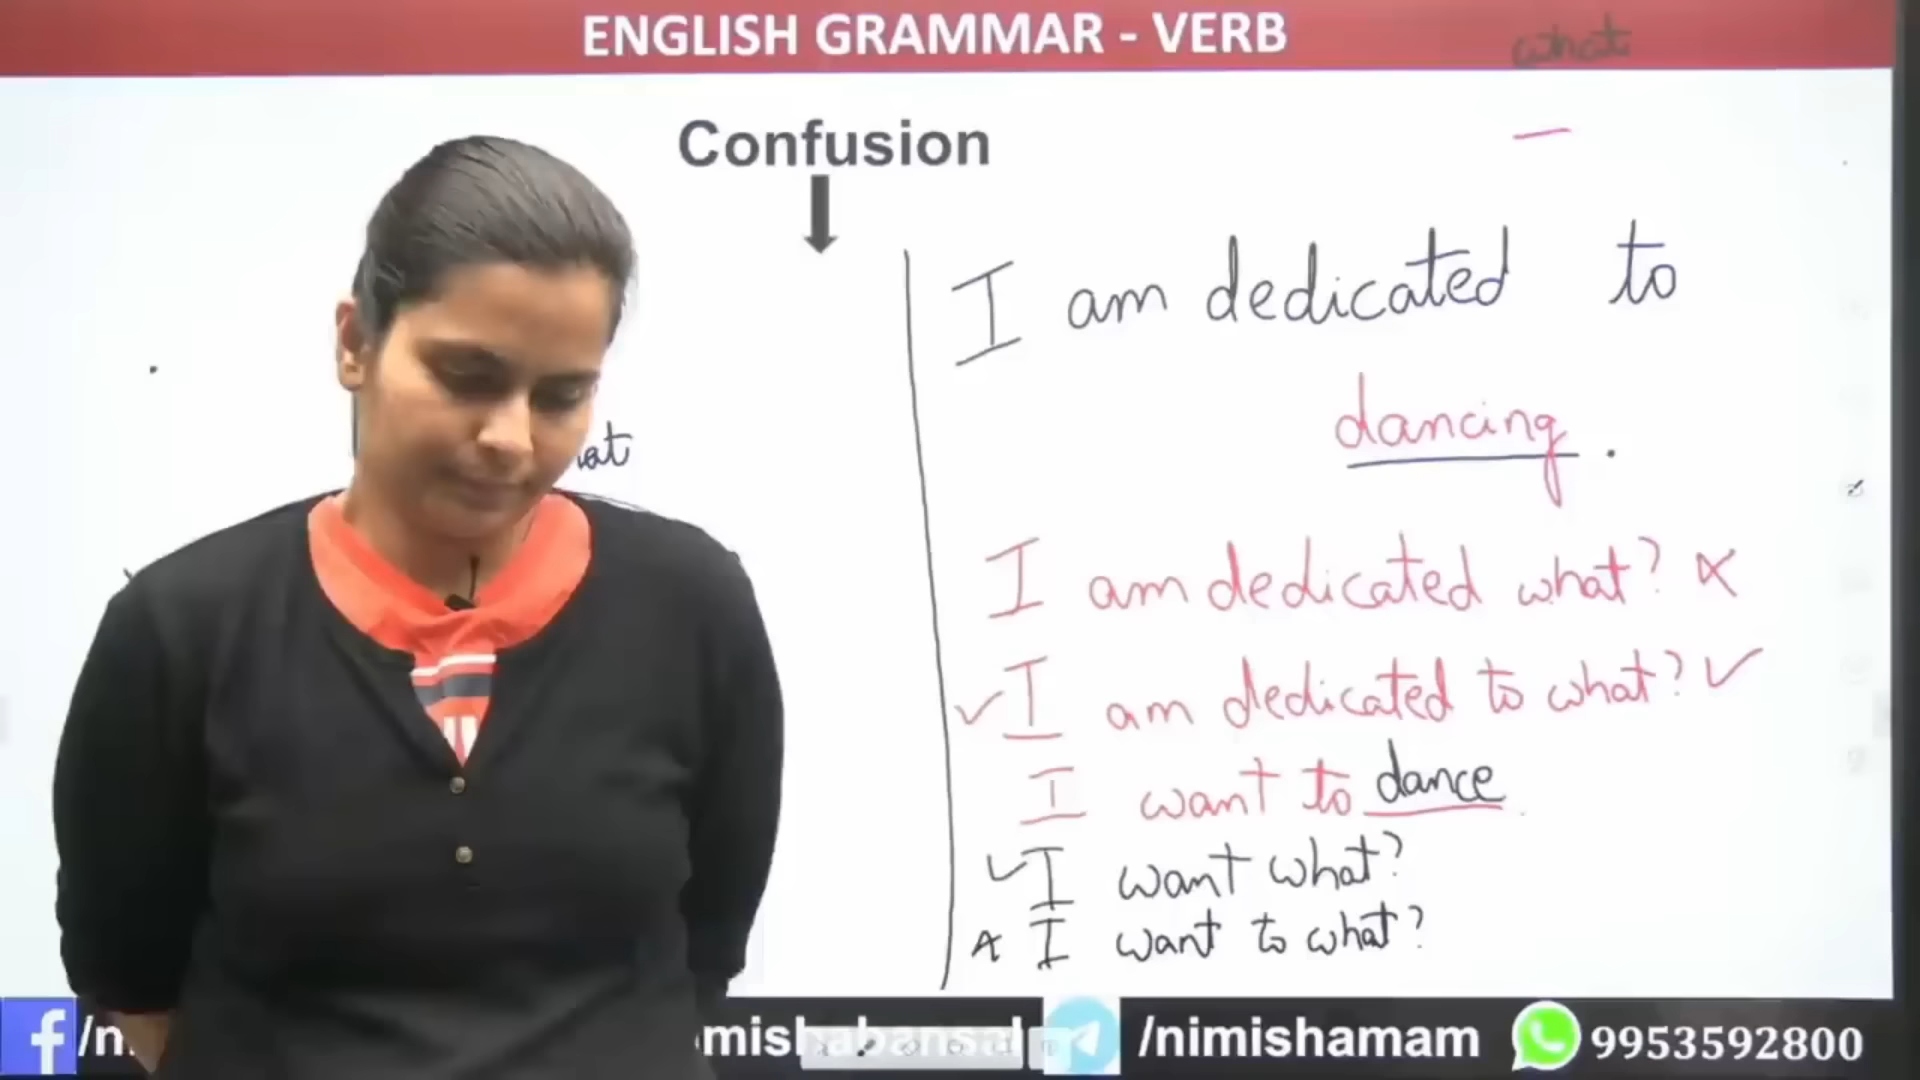 ENGLISH GRAMMAR - VERB
what
Confusion
I am dedicated to
dancing.
I am dedicated what? ×
✓ I am dedicated to what? ✓
I want to dance
✓ I want what?
× I want to what?
/nimishamam
9953592800